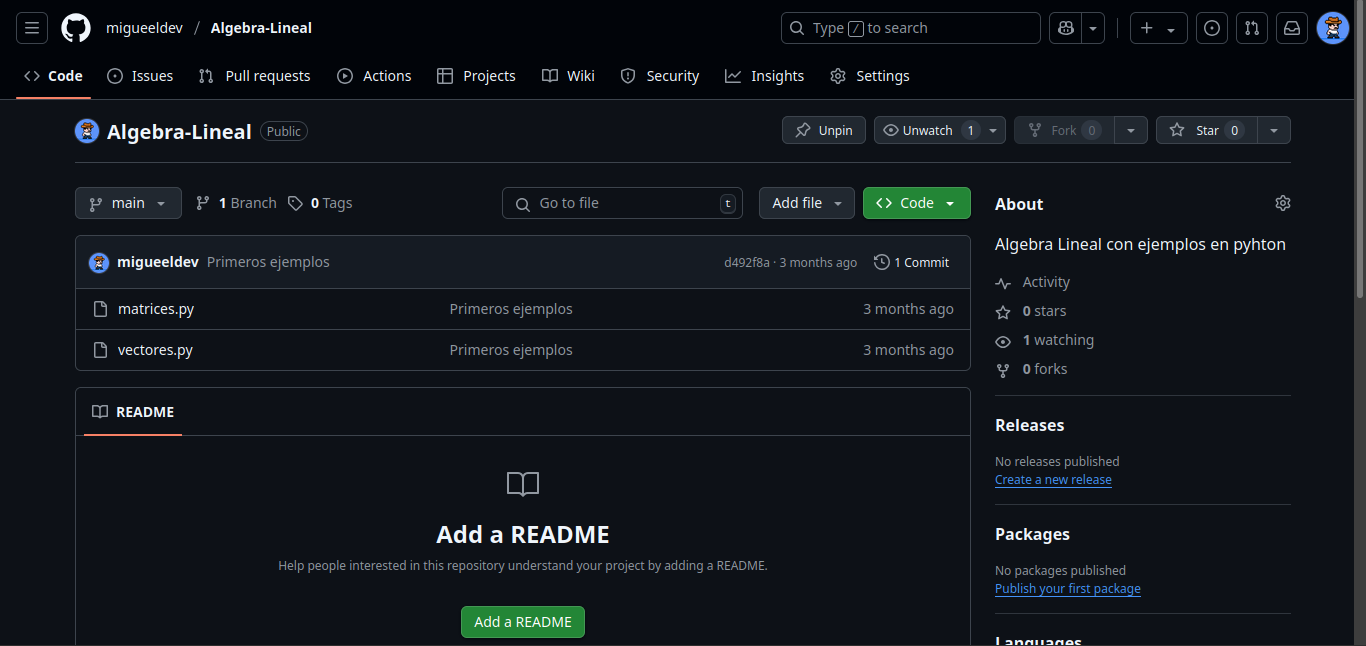 migueeldev / Algebra-Lineal Type / to search
Code Issues Pull requests Actions Projects Wiki Security Insights Settings
Algebra-Lineal Public Unpin Unwatch 1 Fork 0 Star 0
main 1 Branch 0 Tags Go to file t Add file Code
migueeldev Primeros ejemplos d492f8a · 3 months ago 1 Commit
matrices.py Primeros ejemplos 3 months ago
vectores.py Primeros ejemplos 3 months ago
README
Add a README
Help people interested in this repository understand your project by adding a README.
Add a README
About
Algebra Lineal con ejemplos en pyhton
Activity
0 stars
1 watching
0 forks
Releases
No releases published
Create a new release
Packages
No packages published
Publish your first package
Languages